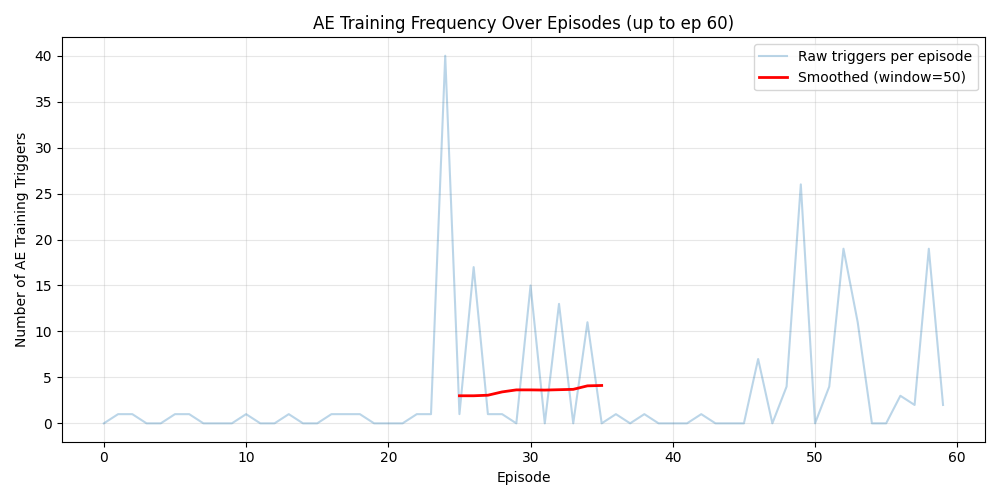 AE Training Frequency Over Episodes (up to ep 60)
Raw triggers per episode
Smoothed (window=50)
Number of AE Training Triggers
40
35
30
25
20
15
10
5
0
0 10 20 30 40 50 60
Episode